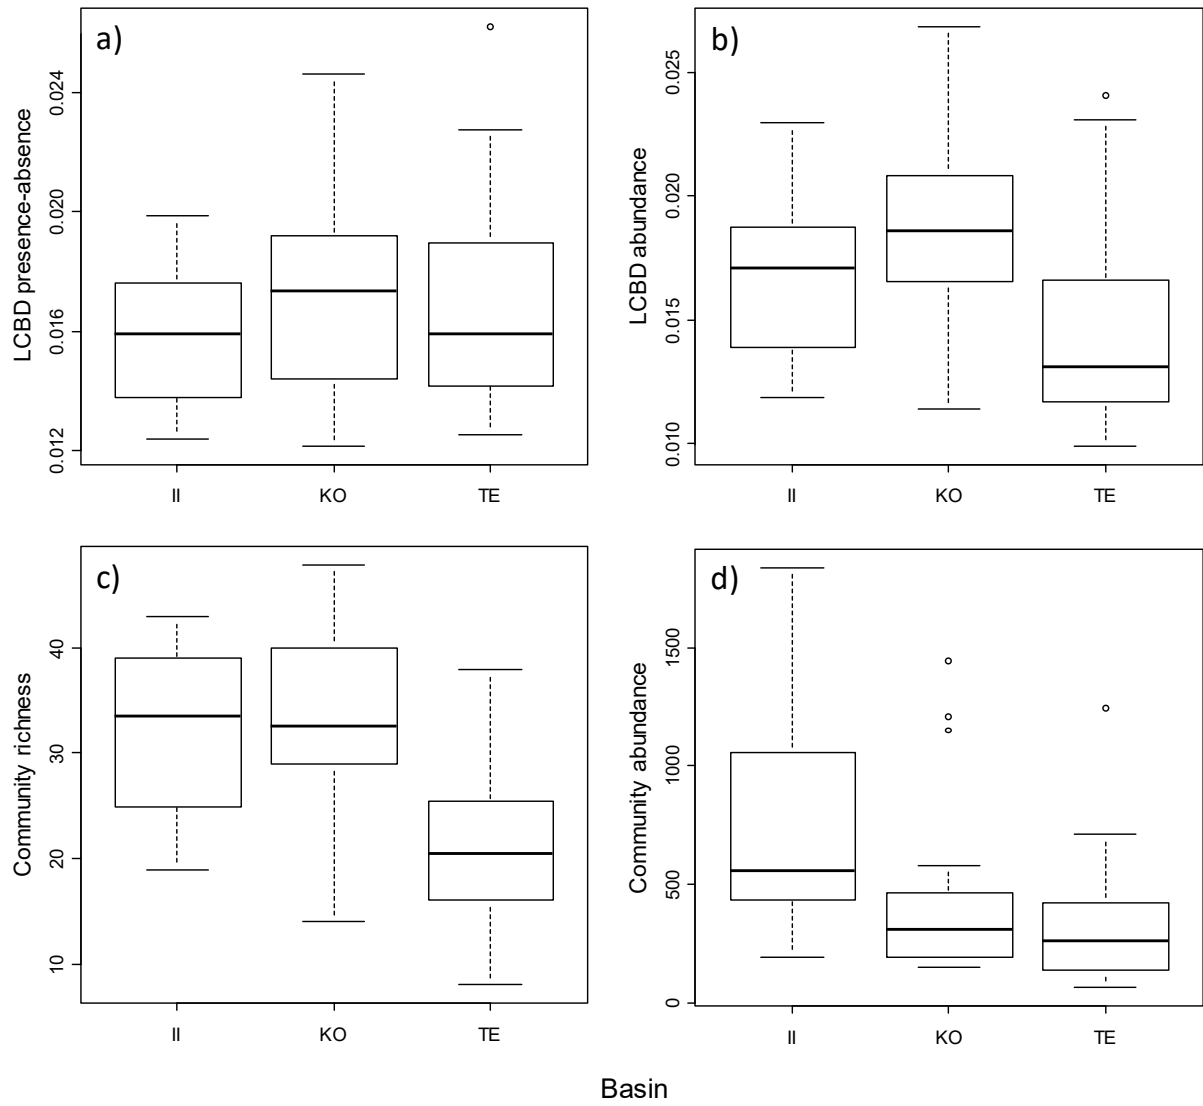 a)
LCBD presence-absence
0.024
0.020
0.016
0.012
II KO TE
b)
LCBD abundance
0.025
0.020
0.015
0.010
II KO TE
c)
Community richness
40
30
20
10
II KO TE
d)
Community abundance
1500
1000
500
0
II KO TE
Basin